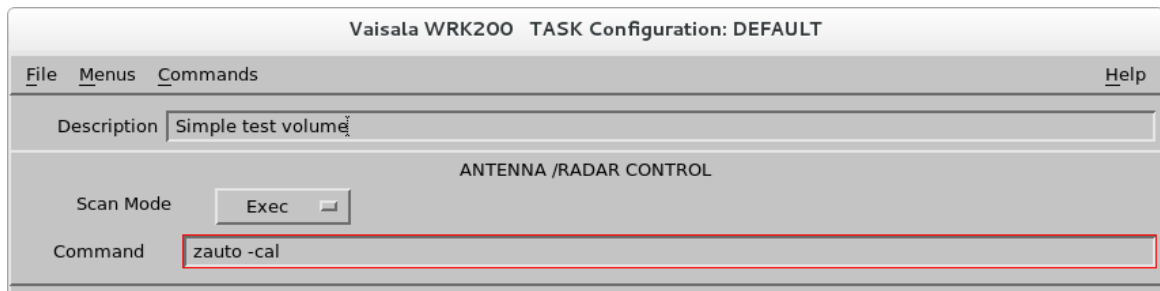 Vaisala WRK200 TASK Configuration: DEFAULT
File Menus Commands Help
Description Simple test volume
ANTENNA /RADAR CONTROL
Scan Mode Exec
Command zauto -cal